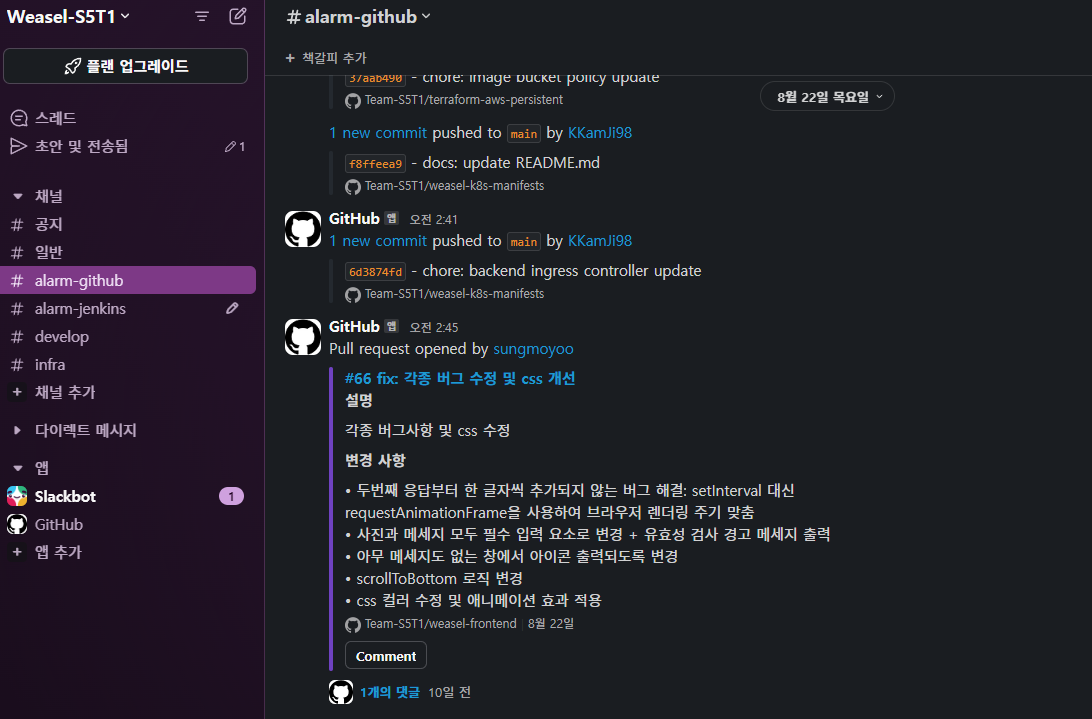 Weasel-S5T1
플랜 업그레이드
스레드
초안 및 전송됨 1
채널
# 공지
# 일반
# alarm-github
# alarm-jenkins
# develop
# infra
+ 채널 추가
다이렉트 메시지
앱
Slackbot 1
GitHub
+ 앱 추가
# alarm-github
+ 책갈피 추가
8월 22일 목요일
37aab490 - chore: image bucket policy update
Team-S5T1/terraform-aws-persistent
1 new commit pushed to main by KKamJi98
f8ffeea9 - docs: update README.md
Team-S5T1/weasel-k8s-manifests
GitHub 앱 오전 2:41
1 new commit pushed to main by KKamJi98
6d3874fd - chore: backend ingress controller update
Team-S5T1/weasel-k8s-manifests
GitHub 앱 오전 2:45
Pull request opened by sungmoyoo
#66 fix: 각종 버그 수정 및 css 개선
설명
각종 버그사항 및 css 수정
변경 사항
• 두번째 응답부터 한 글자씩 추가되지 않는 버그 해결: setInterval 대신
requestAnimationFrame을 사용하여 브라우저 렌더링 주기 맞춤
• 사진과 메세지 모두 필수 입력 요소로 변경 + 유효성 검사 경고 메세지 출력
• 아무 메세지도 없는 창에서 아이콘 출력되도록 변경
• scrollToBottom 로직 변경
• css 컬러 수정 및 애니메이션 효과 적용
Team-S5T1/weasel-frontend | 8월 22일
Comment
1개의 댓글 10일 전